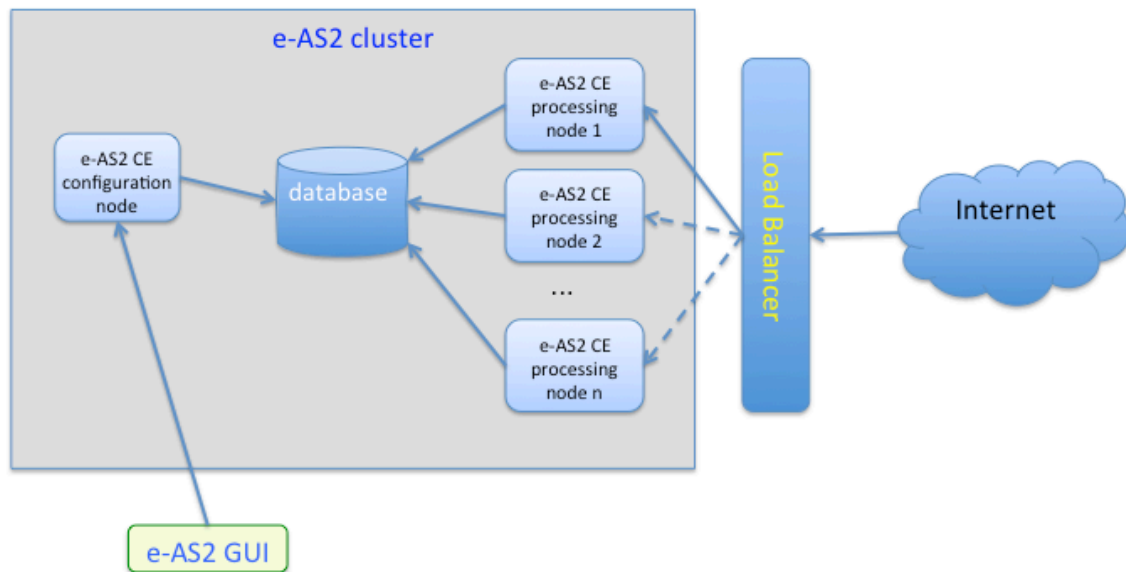 e-AS2 cluster
e-AS2 CE
configuration
node
database
e-AS2 CE
processing
node 1
e-AS2 CE
processing
node 2
...
e-AS2 CE
processing
node n
Load Balancer
Internet
e-AS2 GUI